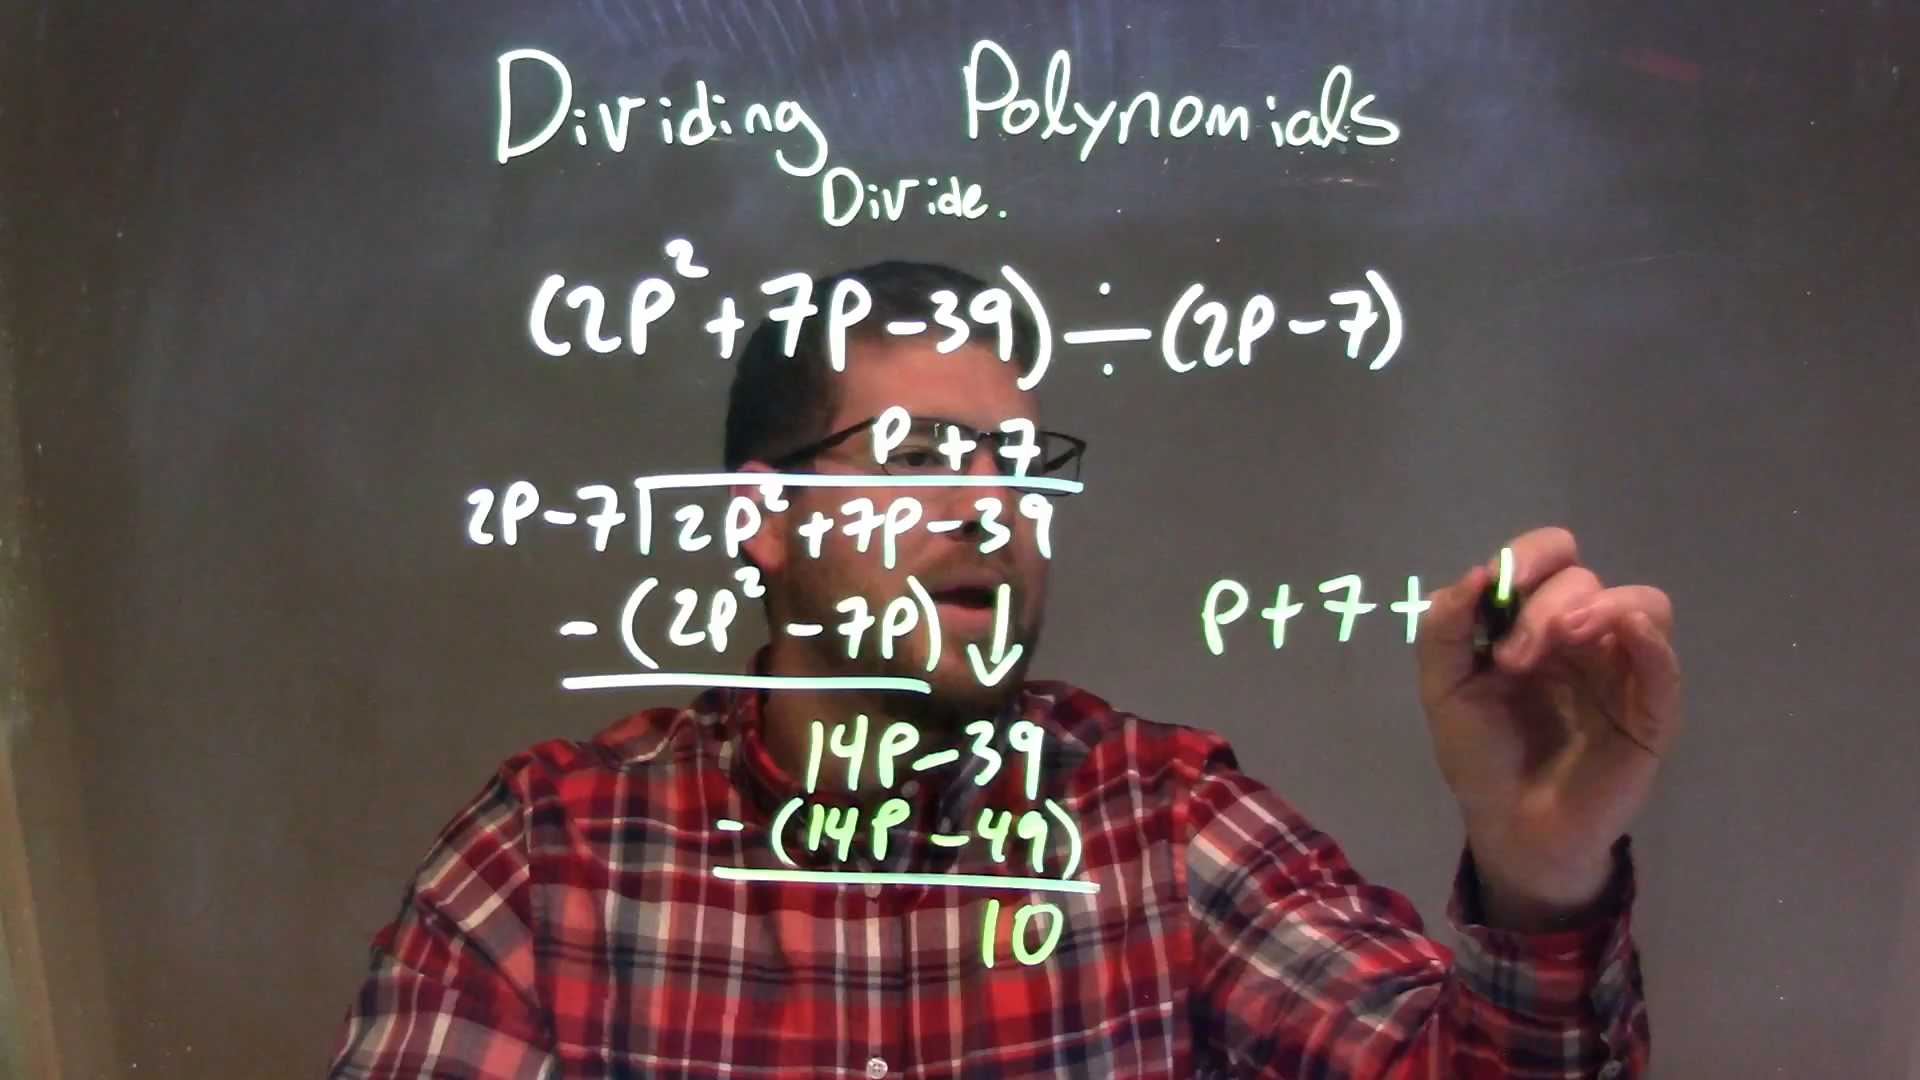 Dividing Polynomials
Divide.
(2P²+7P-39)÷(2P-7)
P+7
2P-7 2P²+7P-39
-(2P²-7P)↓
P+7+1
14P-39
-(14P-49)
10